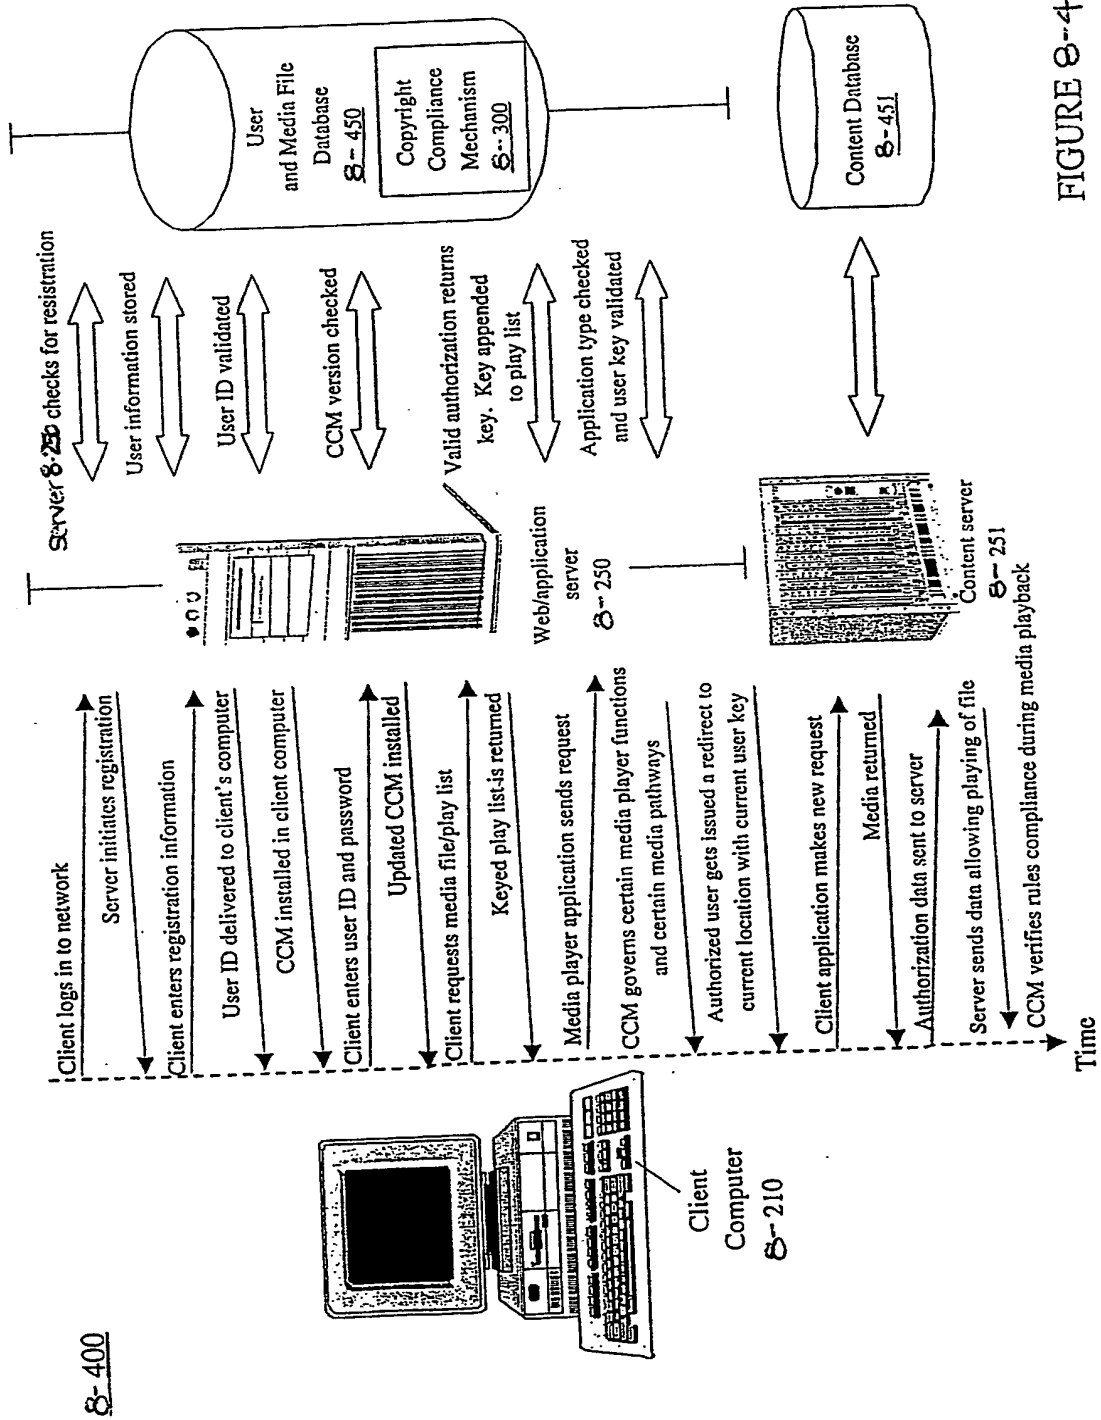 8-400
Client
Computer
8-210
Client logs in to network
Server initiates registration
Client enters registration information
User ID delivered to client's computer
CCM installed in client computer
Client enters user ID and password
Updated CCM installed
Client requests media file/play list
Keyed play list is returned
Media player application sends request
CCM governs certain media player functions
and certain media pathways
Authorized user gets issued a redirect to
current location with current user key
Client application makes new request
Media returned
Authorization data sent to server
Server sends data allowing playing of file
CCM verifies rules compliance during media playback
Time
Web/application
server
8-250
Content server
8-251
Server 8-250 checks for resistration
User information stored
User ID validated
CCM version checked
Valid authorization returns
key. Key appended
to play list
Application type checked
and user key validated
User
and Media File
Database
8-450
Copyright
Compliance
Mechanism
8-300
Content Database
8-451
FIGURE 8-4